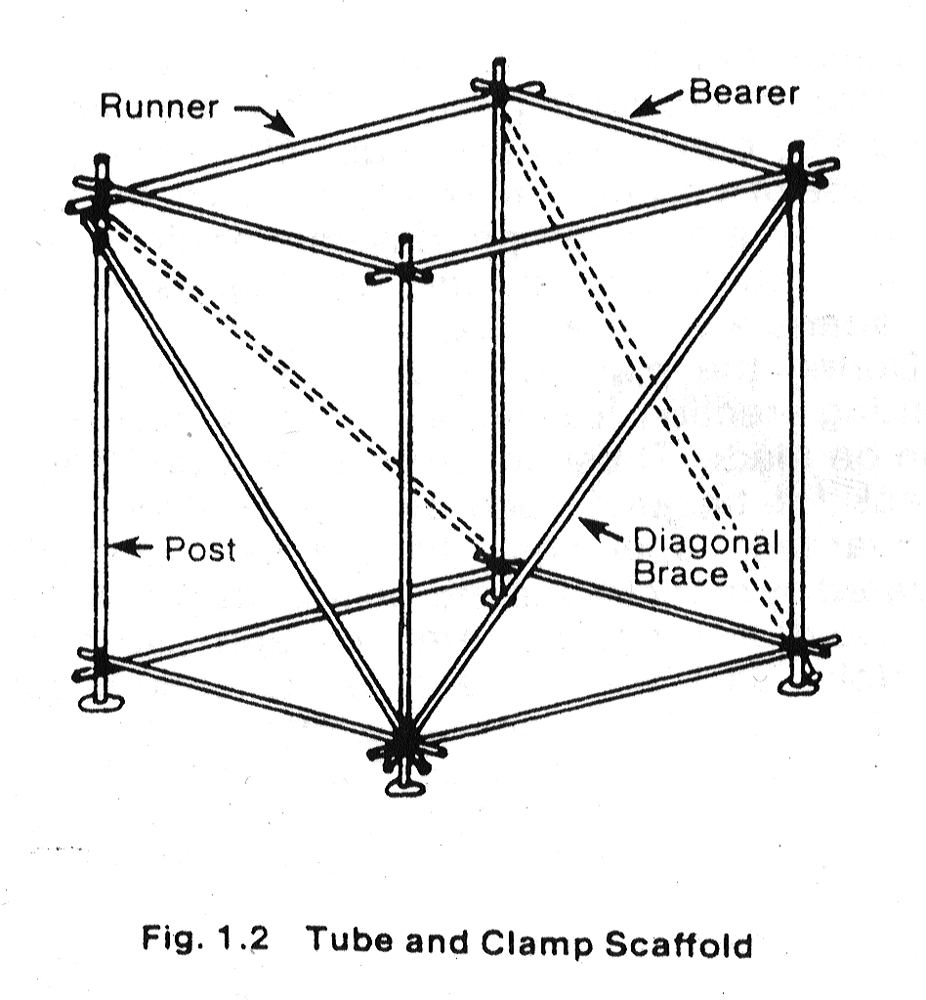 Runner
Bearer
Post
Diagonal
Brace
Fig. 1.2 Tube and Clamp Scaffold